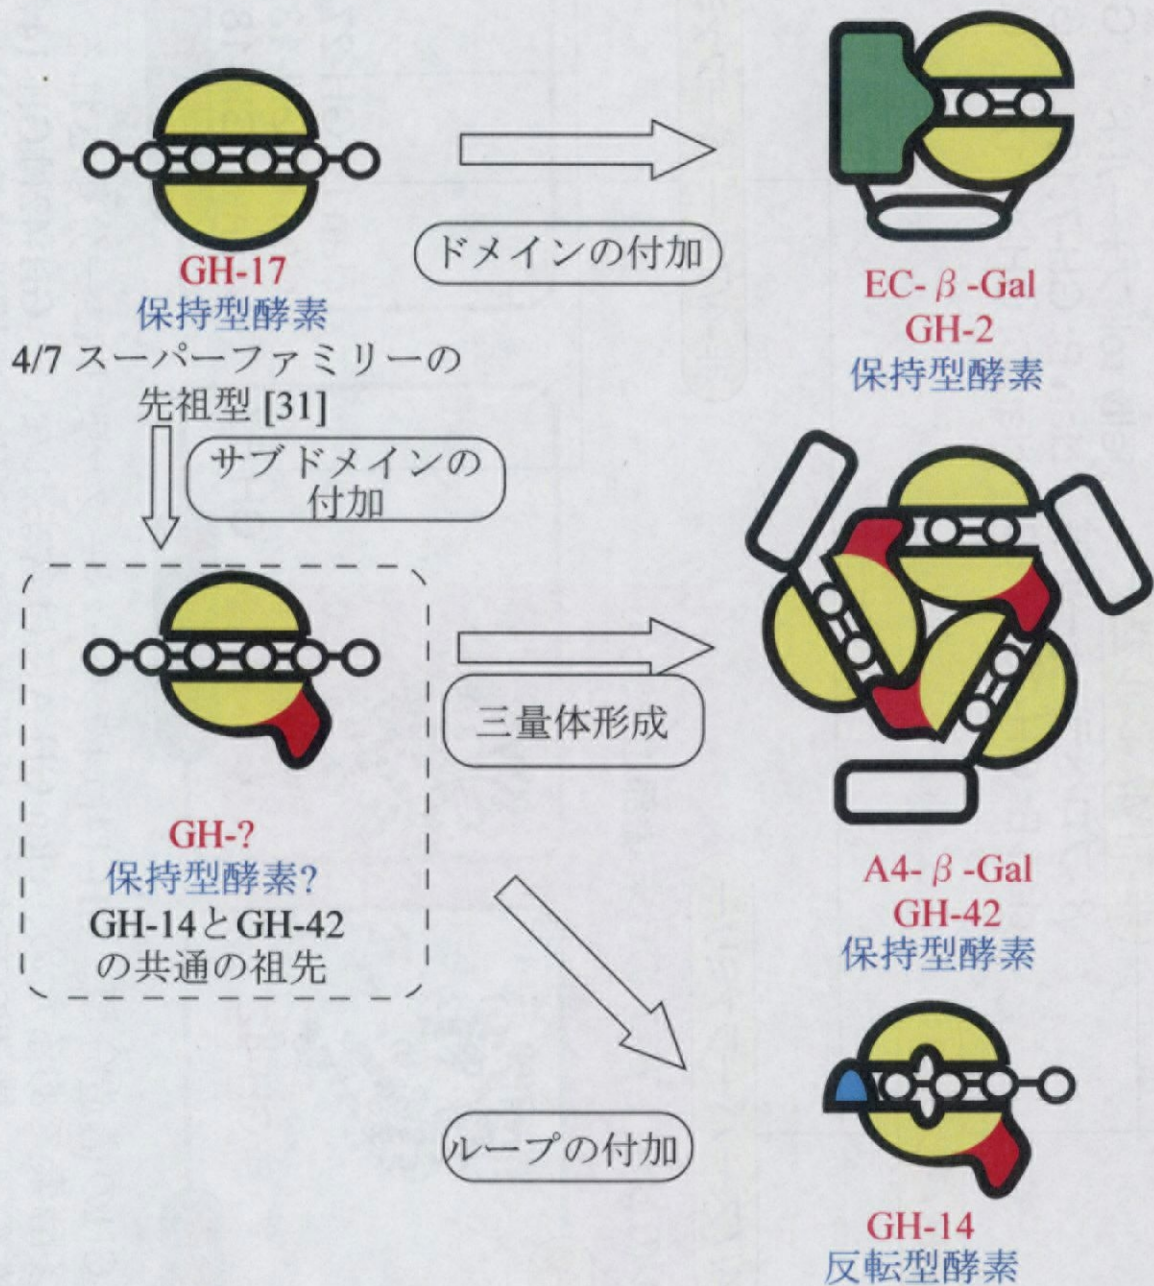 GH-17
保持型酵素
4/7 スーパーファミリーの
先祖型 [31]
ドメインの付加
EC- β -Gal
GH-2
保持型酵素
サブドメインの
付加
GH-?
保持型酵素?
GH-14とGH-42
の共通の祖先
三量体形成
A4- β -Gal
GH-42
保持型酵素
ループの付加
GH-14
反転型酵素